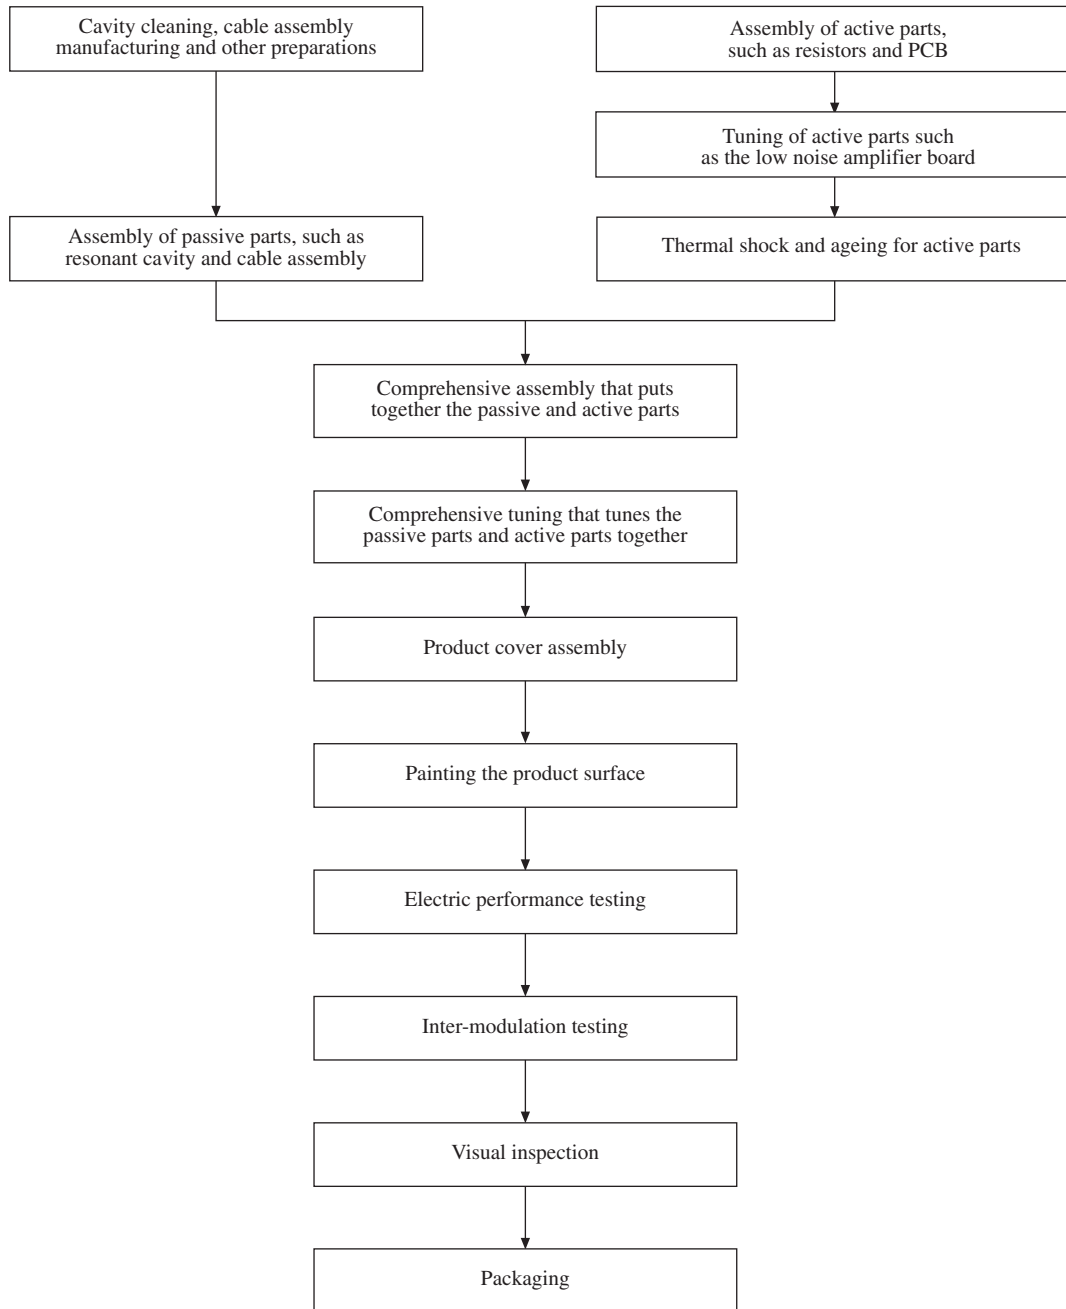 Cavity cleaning, cable assembly
manufacturing and other preparations
Assembly of active parts,
such as resistors and PCB
Tuning of active parts such
as the low noise amplifier board
Assembly of passive parts, such as
resonant cavity and cable assembly
Thermal shock and ageing for active parts
Comprehensive assembly that puts
together the passive and active parts
Comprehensive tuning that tunes the
passive parts and active parts together
Product cover assembly
Painting the product surface
Electric performance testing
Inter-modulation testing
Visual inspection
Packaging